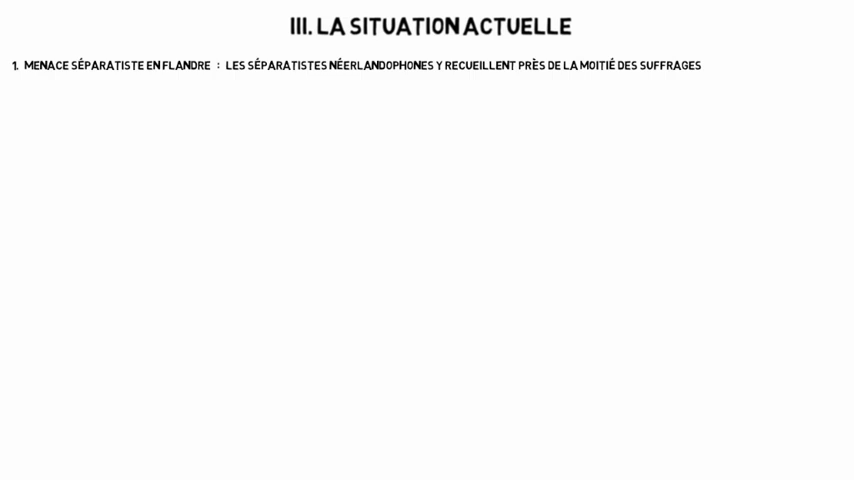 III. LA SITUATION ACTUELLE
1. MENACE SÉPARATISTE EN FLANDRE : LES SÉPARATISTES NÉERLANDOPHONES Y RECUEILLENT PRÈS DE LA MOITIÉ DES SUFFRAGES